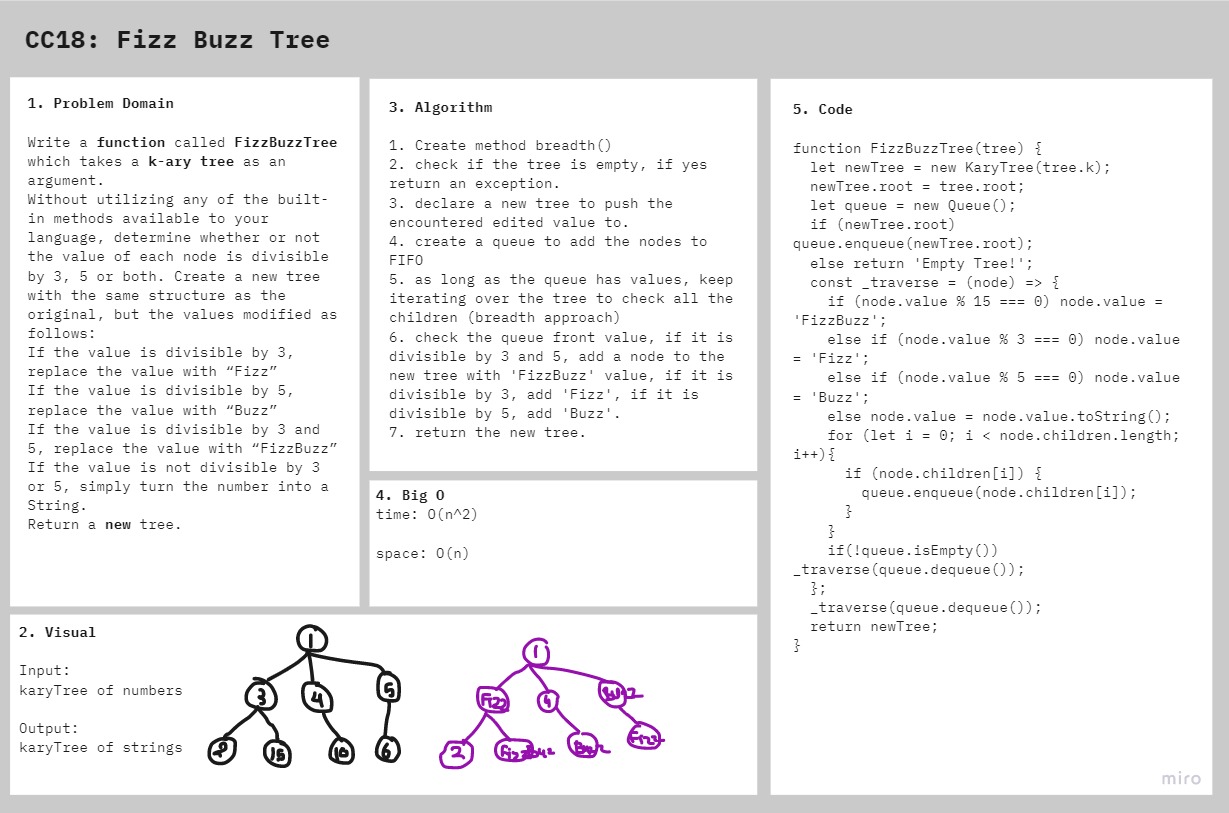 CC18: Fizz Buzz Tree
1. Problem Domain
Write a function called FizzBuzzTree
which takes a k-ary tree as an
argument.
Without utilizing any of the built-
in methods available to your
language, determine whether or not
the value of each node is divisible
by 3, 5 or both. Create a new tree
with the same structure as the
original, but the values modified as
follows:
If the value is divisible by 3,
replace the value with “Fizz”
If the value is divisible by 5,
replace the value with “Buzz”
If the value is divisible by 3 and
5, replace the value with “FizzBuzz”
If the value is not divisible by 3
or 5, simply turn the number into a
String.
Return a new tree.
3. Algorithm
1. Create method breadth()
2. check if the tree is empty, if yes
return an exception.
3. declare a new tree to push the
encountered edited value to.
4. create a queue to add the nodes to
FIFO
5. as long as the queue has values, keep
iterating over the tree to check all the
children (breadth approach)
6. check the queue front value, if it is
divisible by 3 and 5, add a node to the
new tree with 'FizzBuzz' value, if it is
divisible by 3, add 'Fizz', if it is
divisible by 5, add 'Buzz'.
7. return the new tree.
4. Big O
time: O(n^2)
space: O(n)
2. Visual
Input:
karyTree of numbers
Output:
karyTree of strings
1
3 4 5
2 15 10 6
1
Fizz 4 Buzz
2 FizzBuzz Buzz Fizz
5. Code
function FizzBuzzTree(tree) {
let newTree = new KaryTree(tree.k);
newTree.root = tree.root;
let queue = new Queue();
if (newTree.root)
queue.enqueue(newTree.root);
else return 'Empty Tree!';
const _traverse = (node) => {
if (node.value % 15 === 0) node.value =
'FizzBuzz';
else if (node.value % 3 === 0) node.value
= 'Fizz';
else if (node.value % 5 === 0) node.value
= 'Buzz';
else node.value = node.value.toString();
for (let i = 0; i < node.children.length;
i++){
if (node.children[i]) {
queue.enqueue(node.children[i]);
}
}
if(!queue.isEmpty())
_traverse(queue.dequeue());
};
_traverse(queue.dequeue());
return newTree;
}
miro